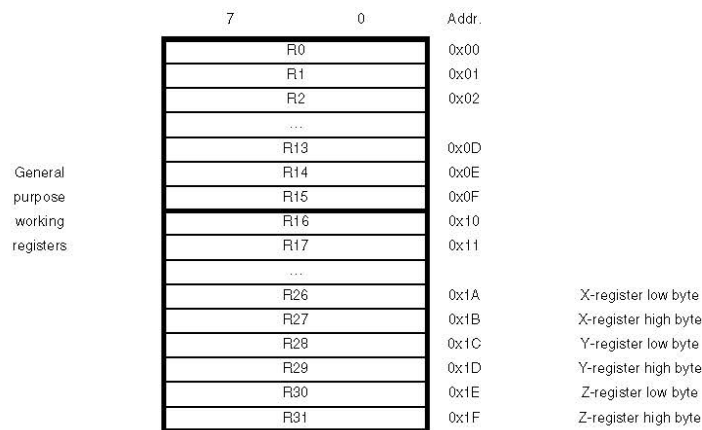 7 0 Addr.
R0 0x00
R1 0x01
R2 0x02
...
R13 0x0D
General R14 0x0E
purpose R15 0x0F
working R16 0x10
registers R17 0x11
...
R26 0x1A X-register low byte
R27 0x1B X-register high byte
R28 0x1C Y-register low byte
R29 0x1D Y-register high byte
R30 0x1E Z-register low byte
R31 0x1F Z-register high byte